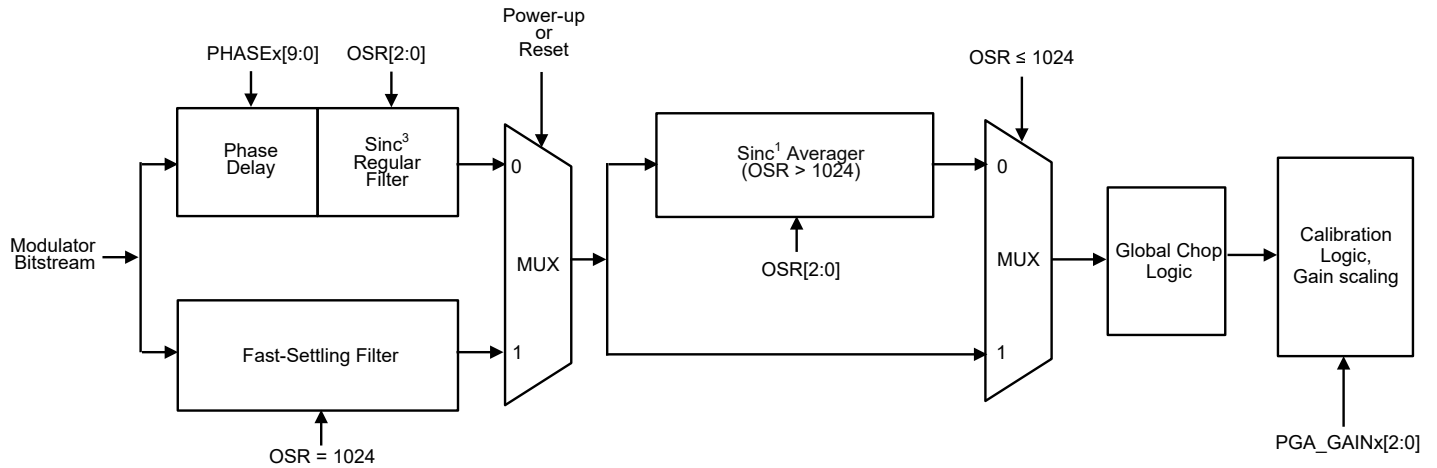 Power-up
or
Reset
PHASEx[9:0]
OSR[2:0]
OSR ≤ 1024
Phase
Delay
Sinc³
Regular
Filter
0
Sinc¹ Averager
(OSR > 1024)
0
Modulator
Bitstream
MUX
OSR[2:0]
MUX
Global Chop
Logic
Calibration
Logic,
Gain scaling
Fast-Settling Filter
1
1
OSR = 1024
PGA_GAINx[2:0]